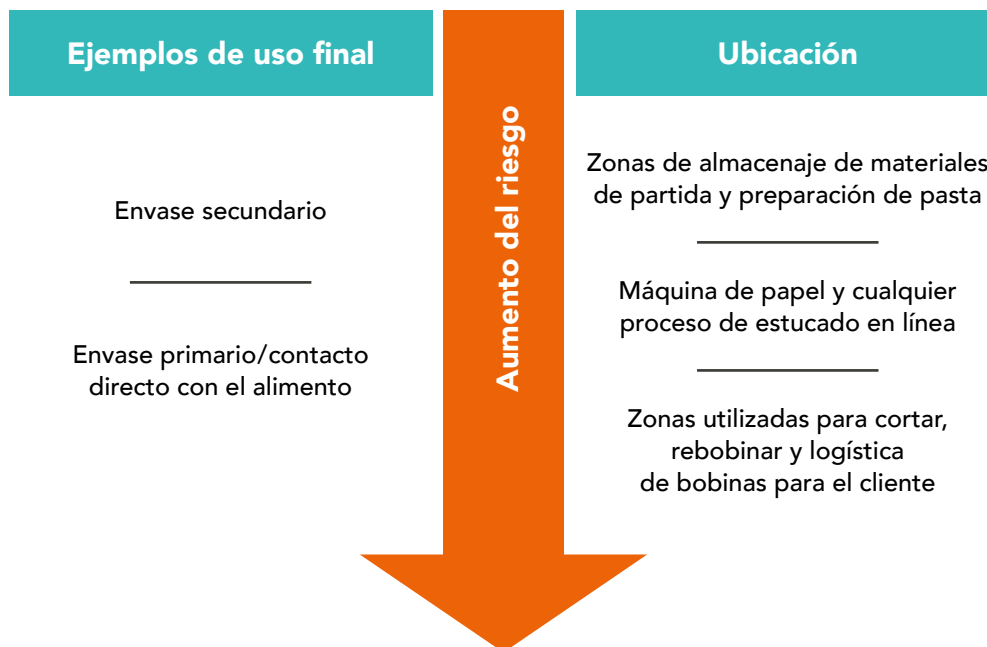 Ejemplos de uso final
Envase secundario
Envase primario/contacto
directo con el alimento
Aumento del riesgo
Ubicación
Zonas de almacenaje de materiales
de partida y preparación de pasta
Máquina de papel y cualquier
proceso de estucado en línea
Zonas utilizadas para cortar,
rebobinar y logística
de bobinas para el cliente